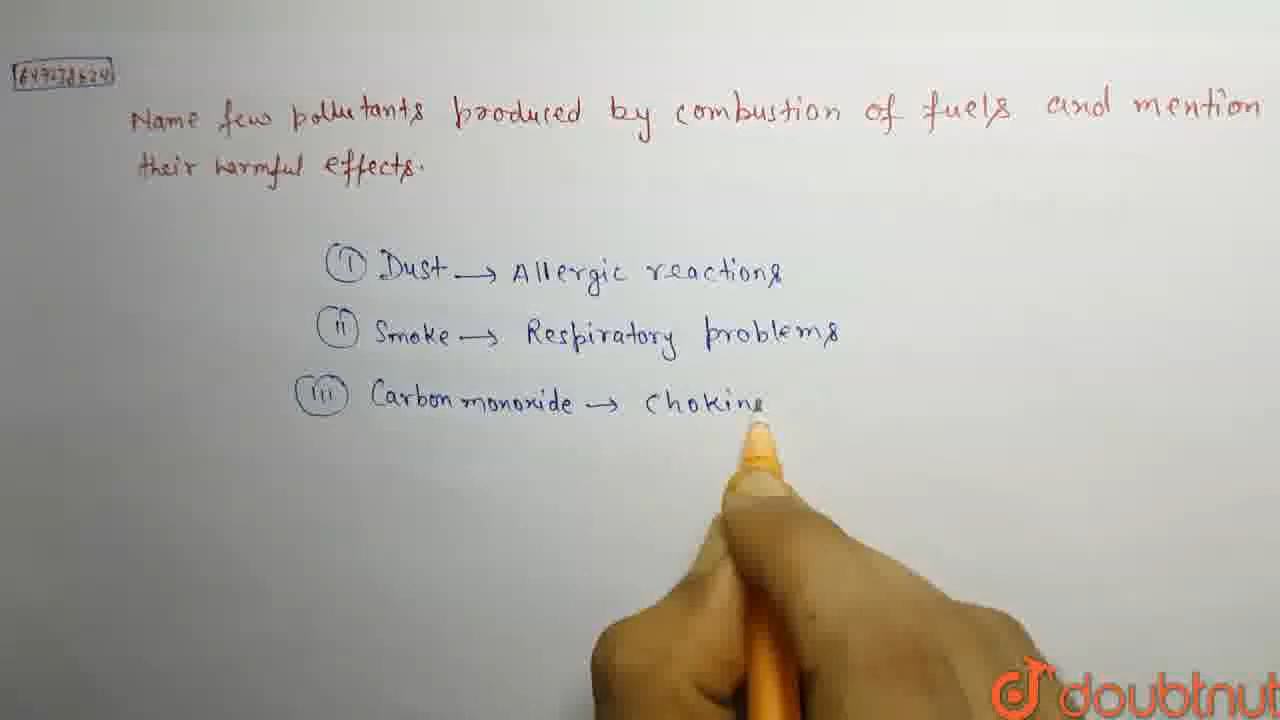 Name few pollutants produced by combustion of fuels and mention
their harmful effects.
i Dust → Allergic reactions
ii Smoke → Respiratory problems
iii Carbon monoxide → Choking
doubtnut